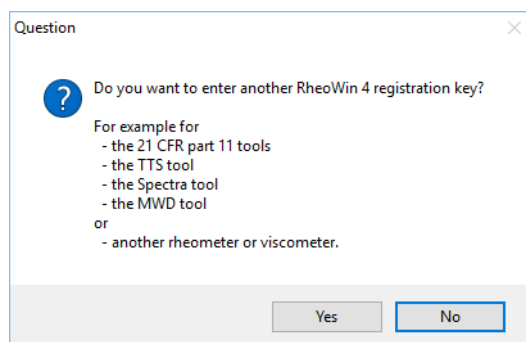 Question
Do you want to enter another RheoWin 4 registration key?
For example for
- the 21 CFR part 11 tools
- the TTS tool
- the Spectra tool
- the MWD tool
or
- another rheometer or viscometer.
Yes
No